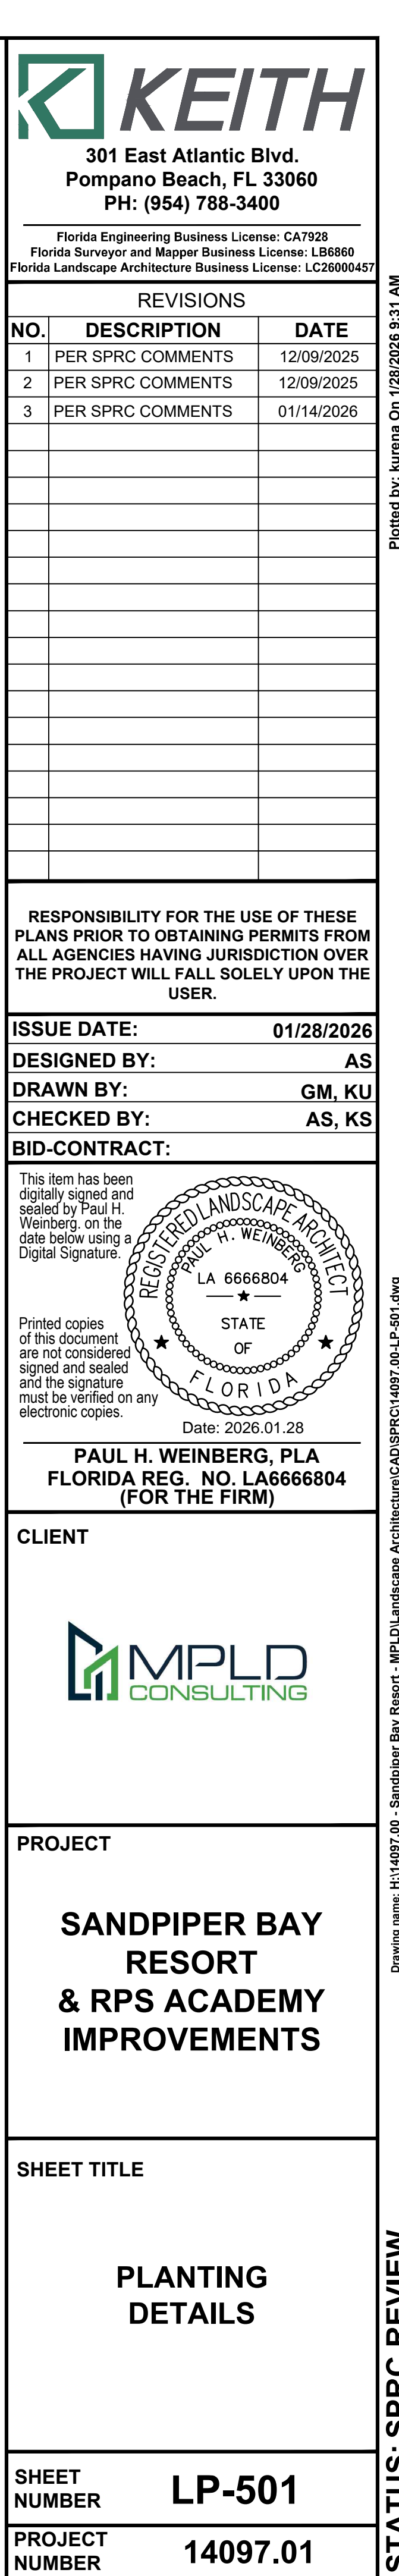 KEITH
301 East Atlantic Blvd.
Pompano Beach, FL 33060
PH: (954) 788-3400
Florida Engineering Business License: CA7928
Florida Surveyor and Mapper Business License: LB6860
Florida Landscape Architecture Business License: LC26000457
REVISIONS
NO. DESCRIPTION DATE
1 PER SPRC COMMENTS 12/09/2025
2 PER SPRC COMMENTS 12/09/2025
3 PER SPRC COMMENTS 01/14/2026
RESPONSIBILITY FOR THE USE OF THESE
PLANS PRIOR TO OBTAINING PERMITS FROM
ALL AGENCIES HAVING JURISDICTION OVER
THE PROJECT WILL FALL SOLELY UPON THE
USER.
ISSUE DATE: 01/28/2026
DESIGNED BY: AS
DRAWN BY: GM, KU
CHECKED BY: AS, KS
BID-CONTRACT:
This item has been
digitally signed and
sealed by Paul H.
Weinberg. on the
date below using a
Digital Signature.
Printed copies
of this document
are not considered
signed and sealed
and the signature
must be verified on any
electronic copies.
REGISTERED LANDSCAPE ARCHITECT
PAUL H. WEINBERG
LA 6666804
STATE
OF
FLORIDA
Date: 2026.01.28
PAUL H. WEINBERG, PLA
FLORIDA REG. NO. LA6666804
(FOR THE FIRM)
CLIENT
MPLD
CONSULTING
PROJECT
SANDPIPER BAY
RESORT
& RPS ACADEMY
IMPROVEMENTS
SHEET TITLE
PLANTING
DETAILS
SHEET
NUMBER
LP-501
PROJECT
NUMBER
14097.01
Plotted by: kurena On 1/28/2026 9:31 AM
Drawing name: H:\14097.00 - Sandpiper Bay Resort - MPLD\Landscape Architecture\CAD\SPRC\14097.00-LP-501.dwg
STATUS: SPRC REVIEW